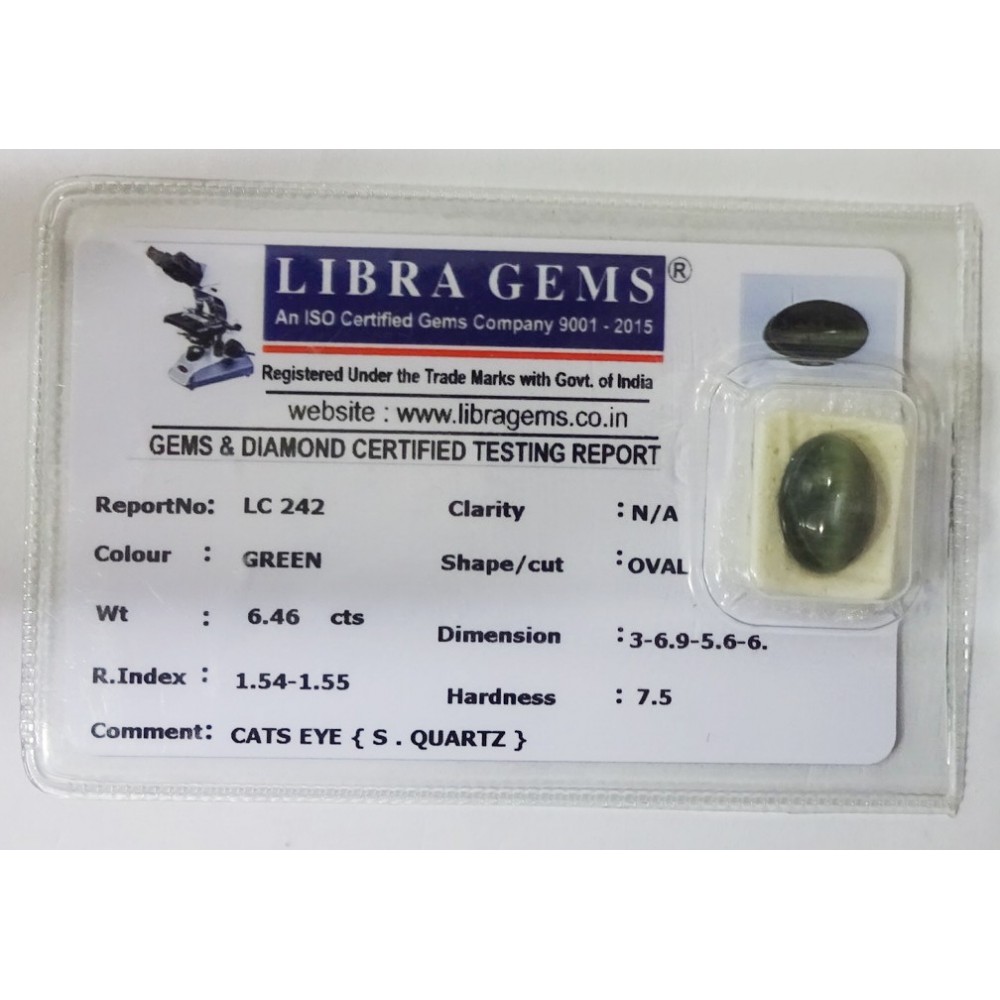 LIBRA GEMS ®
An ISO Certified Gems Company 9001 - 2015
Registered Under the Trade Marks with Govt. of India
website : www.libragems.co.in
GEMS & DIAMOND CERTIFIED TESTING REPORT
ReportNo: LC 242 Clarity : N/A
Colour : GREEN Shape/cut : OVAL
Wt : 6.46 cts Dimension : 3-6.9-5.6-6.
R.Index : 1.54-1.55 Hardness : 7.5
Comment: CATS EYE { S . QUARTZ }